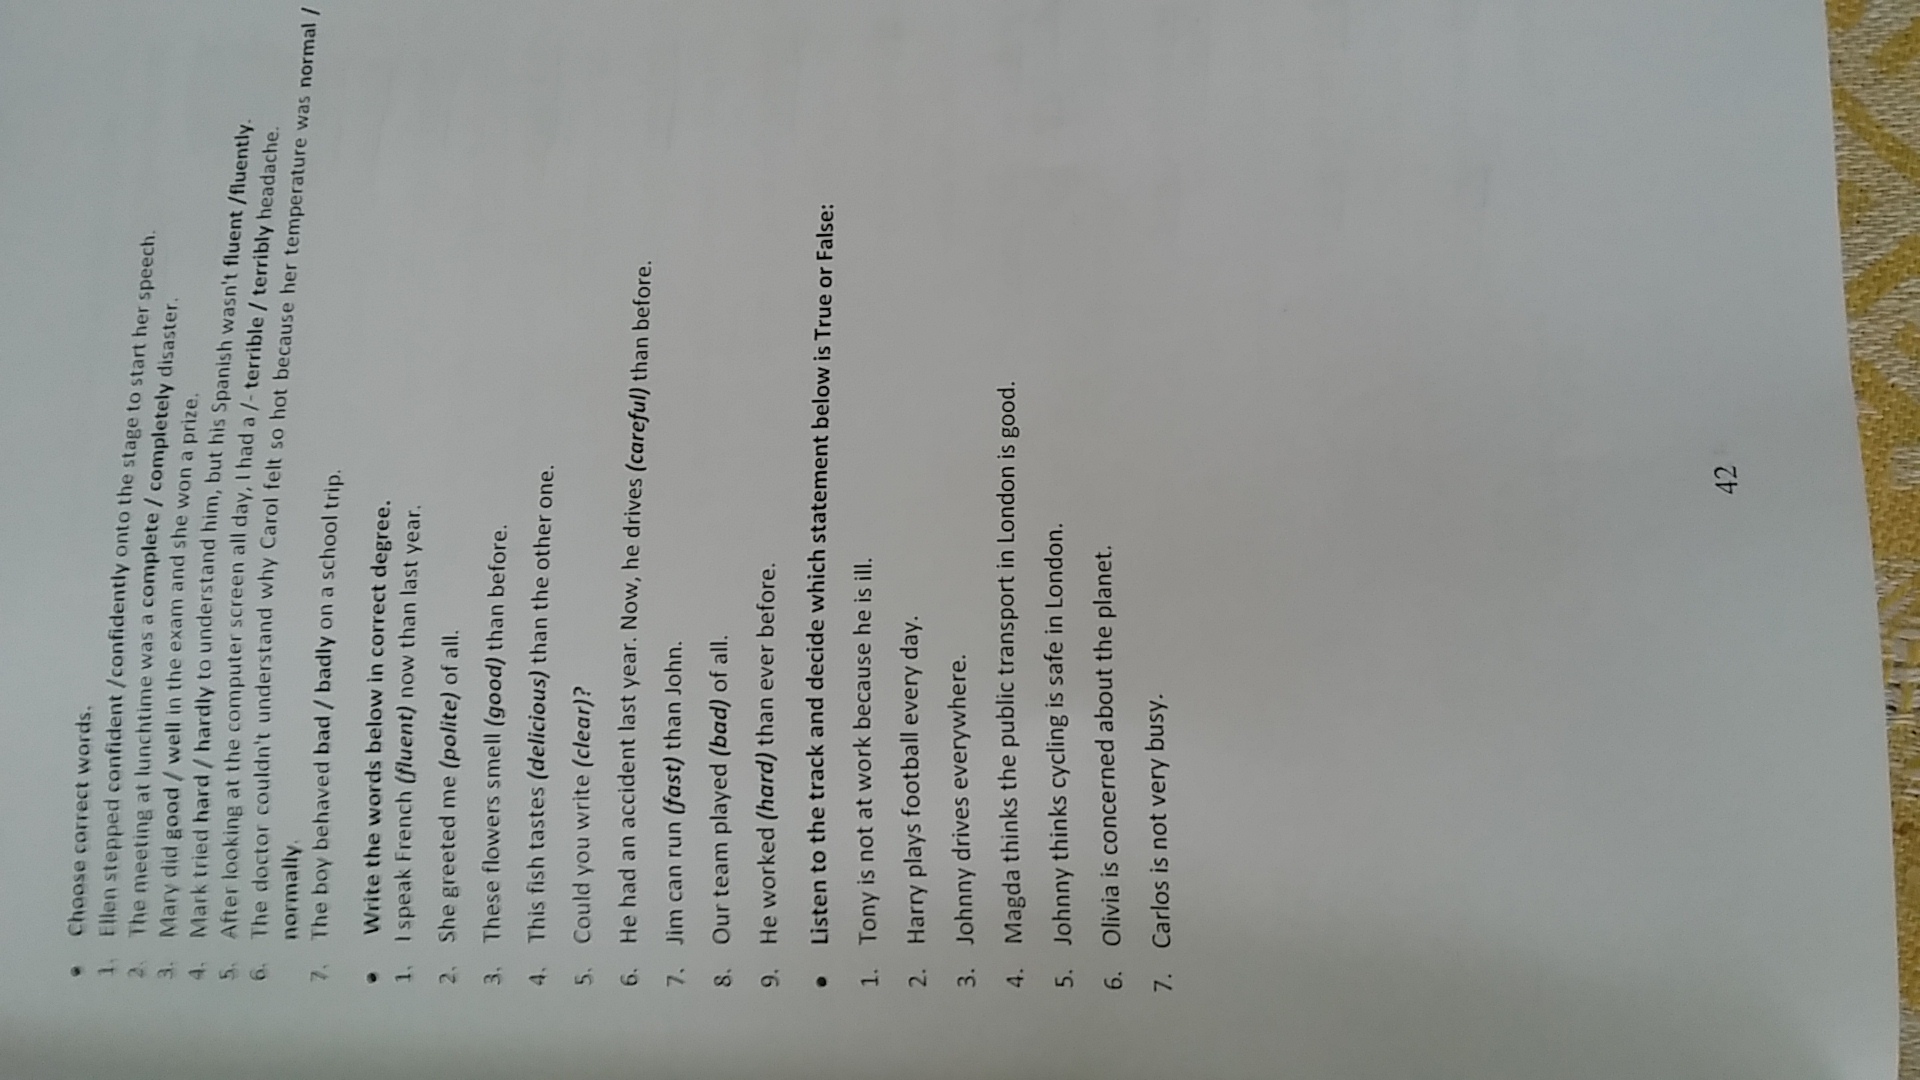 • Choose correct words.
1. Ellen stepped confident /confidently onto the stage to start her speech.
2. The meeting at lunchtime was a complete / completely disaster.
3. Mary did good / well in the exam and she won a prize.
4. Mark tried hard / hardly to understand him, but his Spanish wasn't fluent /fluently.
5. After looking at the computer screen all day, I had a /- terrible / terribly headache.
6. The doctor couldn't understand why Carol felt so hot because her temperature was normal /
normally.
7. The boy behaved bad / badly on a school trip.
• Write the words below in correct degree.
1. I speak French (fluent) now than last year.
2. She greeted me (polite) of all.
3. These flowers smell (good) than before.
4. This fish tastes (delicious) than the other one.
5. Could you write (clear)?
6. He had an accident last year. Now, he drives (careful) than before.
7. Jim can run (fast) than John.
8. Our team played (bad) of all.
9. He worked (hard) than ever before.
• Listen to the track and decide which statement below is True or False:
1. Tony is not at work because he is ill.
2. Harry plays football every day.
3. Johnny drives everywhere.
4. Magda thinks the public transport in London is good.
5. Johnny thinks cycling is safe in London.
6. Olivia is concerned about the planet.
7. Carlos is not very busy.
42